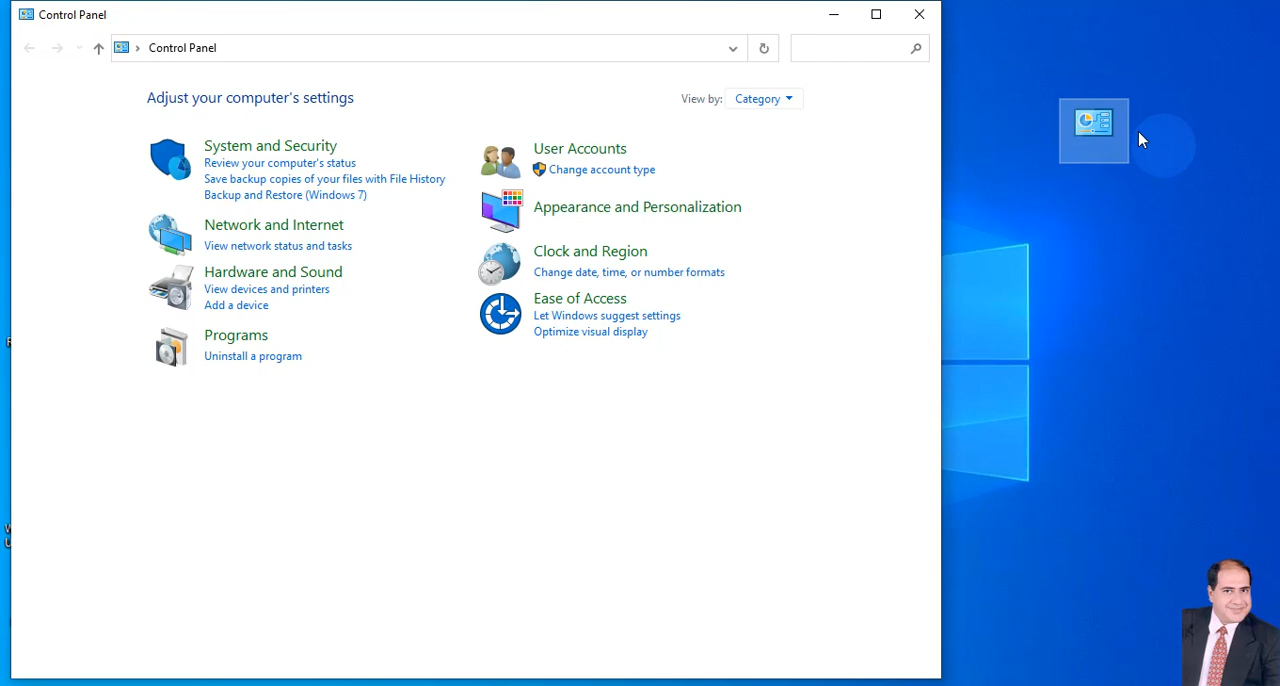 Control Panel
Control Panel
Adjust your computer's settings
View by: Category
System and Security
Review your computer's status
Save backup copies of your files with File History
Backup and Restore (Windows 7)
Network and Internet
View network status and tasks
Hardware and Sound
View devices and printers
Add a device
Programs
Uninstall a program
User Accounts
Change account type
Appearance and Personalization
Clock and Region
Change date, time, or number formats
Ease of Access
Let Windows suggest settings
Optimize visual display